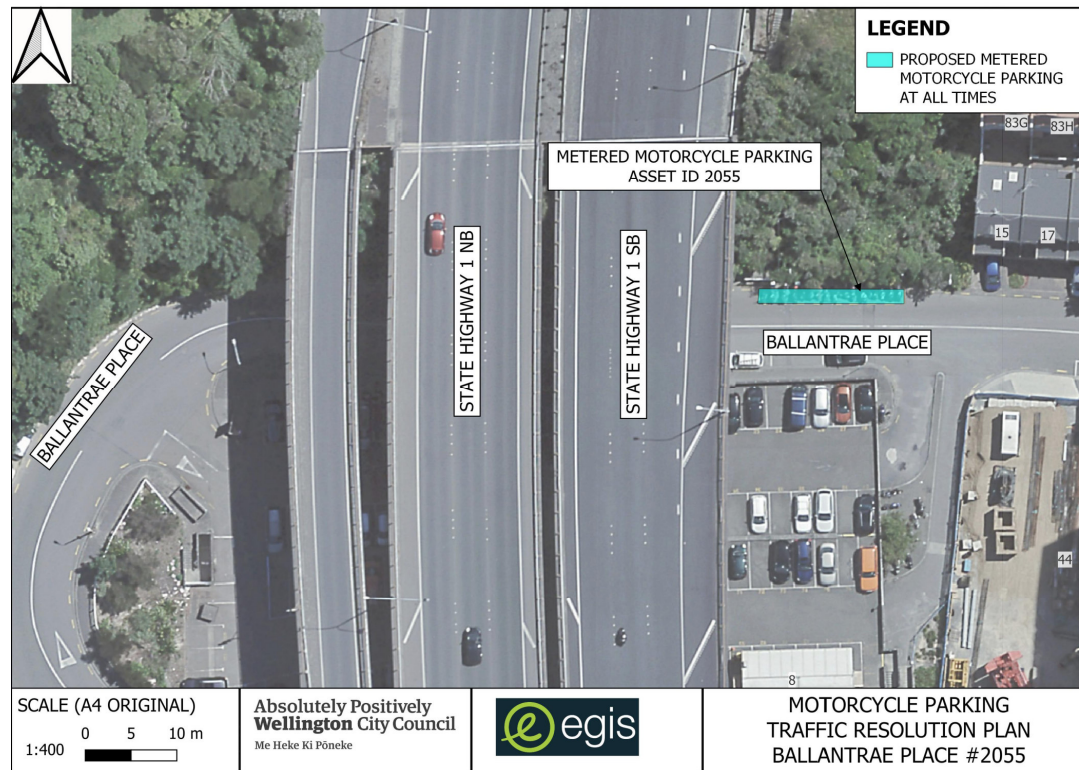 LEGEND
PROPOSED METERED
MOTORCYCLE PARKING
AT ALL TIMES
83G
83H
METERED MOTORCYCLE PARKING
ASSET ID 2055
15
17
STATE HIGHWAY 1 NB
STATE HIGHWAY 1 SB
BALLANTRAE PLACE
BALLANTRAE PLACE
44
8
SCALE (A4 ORIGINAL)
1:400
0 5 10 m
Absolutely Positively
Wellington City Council
Me Heke Ki Pōneke
egis
MOTORCYCLE PARKING
TRAFFIC RESOLUTION PLAN
BALLANTRAE PLACE #2055